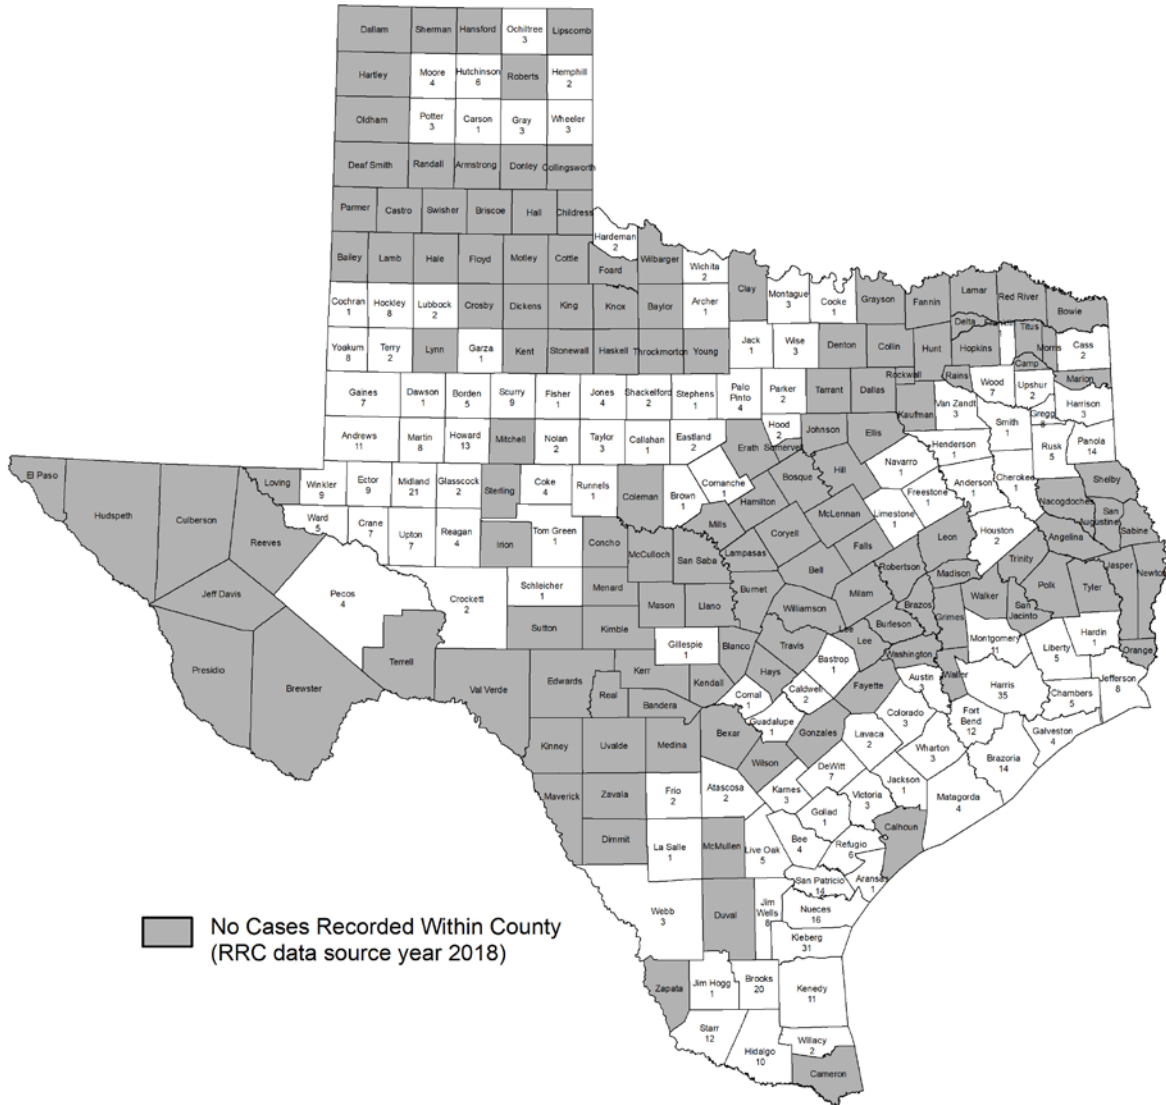 Dallam
Sherman
Hansford
Ochiltree
3
Lipscomb
Hartley
Moore
4
Hutchinson
6
Roberts
Hemphill
2
Oldham
Potter
3
Carson
1
Gray
3
Wheeler
3
Deaf Smith
Randall
Armstrong
Donley
Collingsworth
Parmer
Castro
Swisher
Briscoe
Hall
Childress
Hardeman
2
Bailey
Lamb
Hale
Floyd
Motley
Cottle
Foard
Wilbarger
Wichita
2
Cochran
1
Hockley
8
Lubbock
2
Crosby
Dickens
King
Knox
Baylor
Archer
1
Clay
Montague
3
Cooke
1
Grayson
Fannin
Lamar
Red River
Bowie
Yoakum
8
Terry
2
Lynn
Garza
1
Kent
Stonewall
Haskell
Throckmorton
Young
Jack
1
Wise
3
Denton
Collin
Hunt
Delta
Hopkins
1
Titus
Morris
Cass
2
Rockwall
Rains
Camp
Wood
7
Upshur
2
Marion
Gaines
7
Dawson
1
Borden
5
Scurry
9
Fisher
1
Jones
4
Shackelford
2
Stephens
1
Palo
Pinto
4
Parker
2
Tarrant
Dallas
Kaufman
Van Zandt
3
Smith
1
Gregg
8
Harrison
3
Andrews
11
Martin
8
Howard
13
Mitchell
Nolan
2
Taylor
3
Callahan
1
Eastland
2
Hood
2
Erath
Somervell
Johnson
Ellis
Henderson
1
Rusk
5
Panola
14
El Paso
Hudspeth
Culberson
Loving
Winkler
9
Ector
9
Midland
21
Glasscock
2
Sterling
Coke
4
Runnels
1
Coleman
Brown
1
Comanche
1
Bosque
Hill
Navarro
1
Freestone
1
Anderson
1
Cherokee
1
Nacogdoches
Shelby
Reeves
Ward
5
Crane
7
Upton
7
Reagan
4
Irion
Tom Green
1
Concho
McCulloch
San Saba
Mills
Hamilton
Lampasas
Coryell
McLennan
Limestone
1
Falls
Leon
Houston
2
Angelina
San
Augustine
Sabine
Jeff Davis
Pecos
4
Crockett
2
Schleicher
1
Menard
Mason
Llano
Burnet
Bell
Milam
Robertson
Madison
Trinity
Walker
Polk
Tyler
Jasper
Newton
Presidio
Brewster
Terrell
Val Verde
Sutton
Kimble
Gillespie
1
Blanco
Williamson
Travis
Lee
Lee
Burleson
Brazos
Grimes
San
Jacinto
Montgomery
11
Liberty
5
Hardin
1
Orange
Edwards
Real
Kerr
Kendall
Bandera
Hays
Comal
1
Caldwell
2
Bastrop
1
Fayette
Washington
Austin
3
Waller
Harris
35
Chambers
5
Jefferson
8
Kinney
Uvalde
Medina
Bexar
Guadalupe
1
Gonzales
Lavaca
2
Colorado
3
Fort
Bend
12
Galveston
4
Wilson
Wharton
3
Brazoria
14
Maverick
Zavala
Frio
2
Atascosa
2
Karnes
3
DeWitt
7
Jackson
1
Matagorda
4
Victoria
3
Goliad
1
Calhoun
Dimmit
La Salle
1
McMullen
Live Oak
5
Bee
4
Refugio
6
Aransas
1
San Patricio
14
Webb
3
Duval
Jim
Wells
8
Nueces
16
Kleberg
31
No Cases Recorded Within County
(RRC data source year 2018)
Zapata
Jim Hogg
1
Brooks
20
Kenedy
11
Starr
12
Hidalgo
10
Willacy
2
Cameron